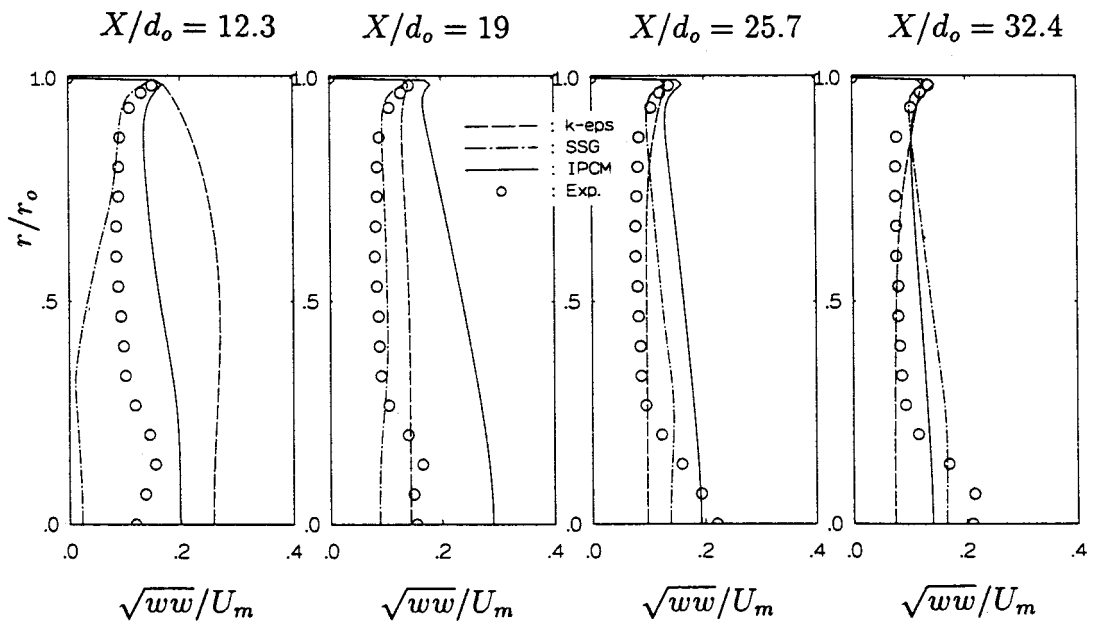 X/d_o = 12.3
X/d_o = 19
X/d_o = 25.7
X/d_o = 32.4
1.0
1.0
1.0
1.0
: k-eps
: SSG
: IPCM
: Exp.
r/r_o
.5
.5
.5
.5
.0
.0
.0
.0
.0 .2 .4
.0 .2 .4
.0 .2 .4
.0 .2 .4
√ww/U_m
√ww/U_m
√ww/U_m
√ww/U_m